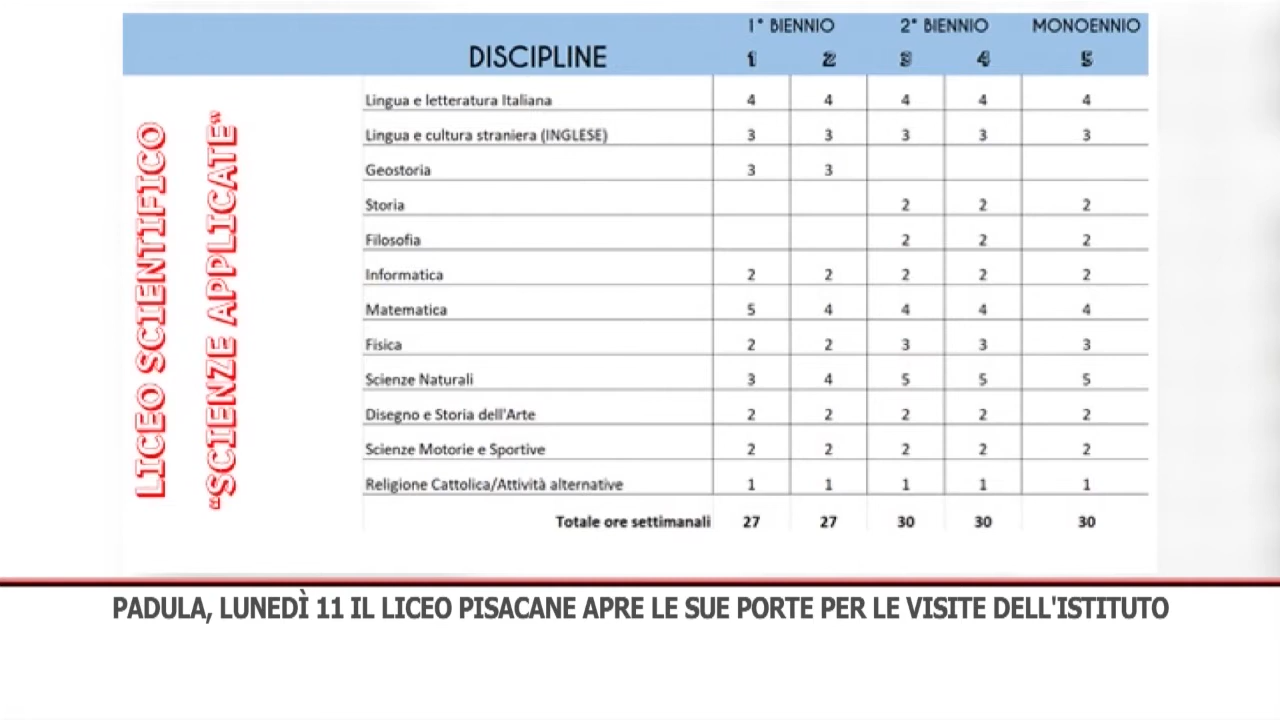 1° BIENNIO 2° BIENNIO MONOENNIO
DISCIPLINE 1 2 3 4 5
LICEO SCIENTIFICO
"SCIENZE APPLICATE"
Lingua e letteratura Italiana 4 4 4 4 4
Lingua e cultura straniera (INGLESE) 3 3 3 3 3
Geostoria 3 3
Storia 2 2 2
Filosofia 2 2 2
Informatica 2 2 2 2 2
Matematica 5 4 4 4 4
Fisica 2 2 3 3 3
Scienze Naturali 3 4 5 5 5
Disegno e Storia dell'Arte 2 2 2 2 2
Scienze Motorie e Sportive 2 2 2 2 2
Religione Cattolica/Attività alternative 1 1 1 1 1
Totale ore settimanali 27 27 30 30 30
PADULA, LUNEDÌ 11 IL LICEO PISACANE APRE LE SUE PORTE PER LE VISITE DELL'ISTITUTO